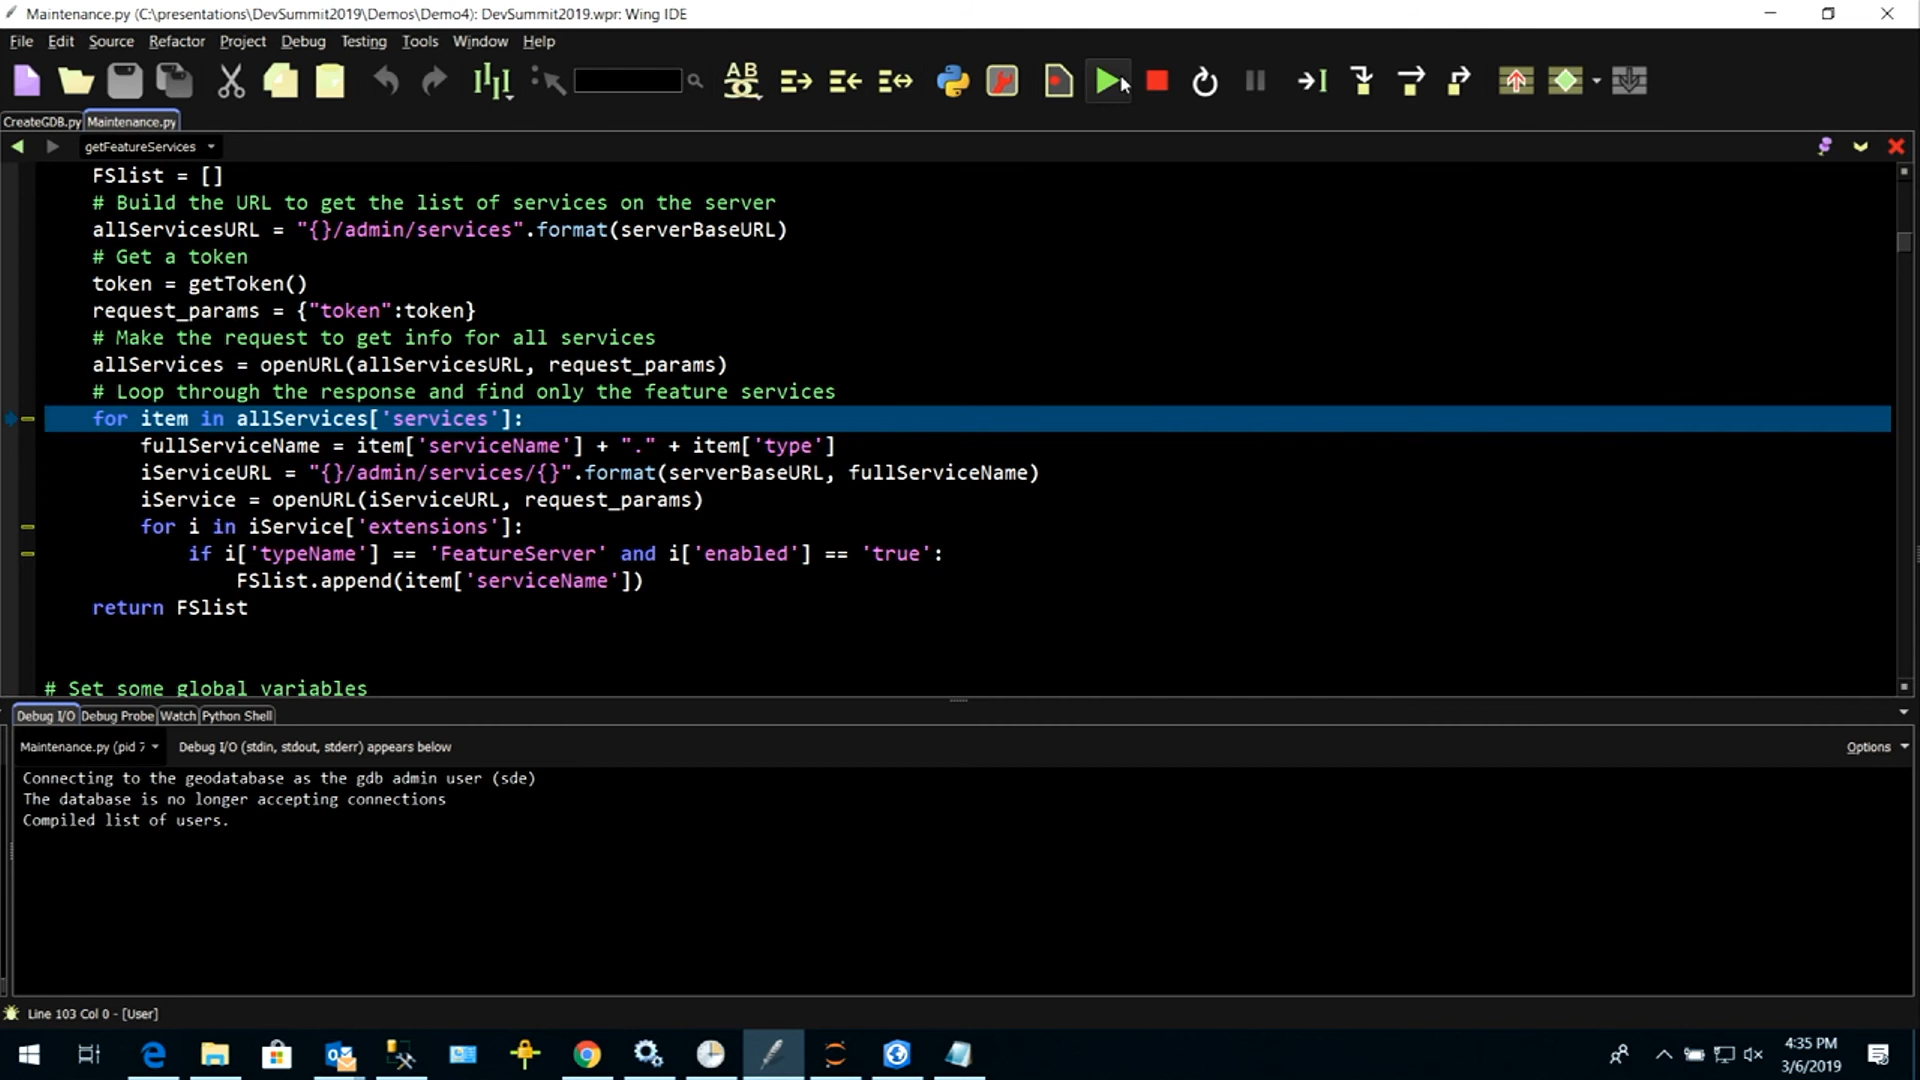 Maintenance.py (C:\presentations\DevSummit2019\Demos\Demo4): DevSummit2019.wpr: Wing IDE
File Edit Source Refactor Project Debug Testing Tools Window Help
AB
CreateGDB.py Maintenance.py
getFeatureServices
FSlist = []
# Build the URL to get the list of services on the server
allServicesURL = "{}/admin/services".format(serverBaseURL)
# Get a token
token = getToken()
request_params = {"token":token}
# Make the request to get info for all services
allServices = openURL(allServicesURL, request_params)
# Loop through the response and find only the feature services
for item in allServices['services']:
fullServiceName = item['serviceName'] + "." + item['type']
iServiceURL = "{}/admin/services/{}".format(serverBaseURL, fullServiceName)
iService = openURL(iServiceURL, request_params)
for i in iService['extensions']:
if i['typeName'] == 'FeatureServer' and i['enabled'] == 'true':
FSlist.append(item['serviceName'])
return FSlist
# Set some global variables
Debug I/O Debug Probe Watch Python Shell
Maintenance.py (pid 7 Debug I/O (stdin, stdout, stderr) appears below Options
Connecting to the geodatabase as the gdb admin user (sde)
The database is no longer accepting connections
Compiled list of users.
Line 103 Col 0 - [User]
4:35 PM
3/6/2019